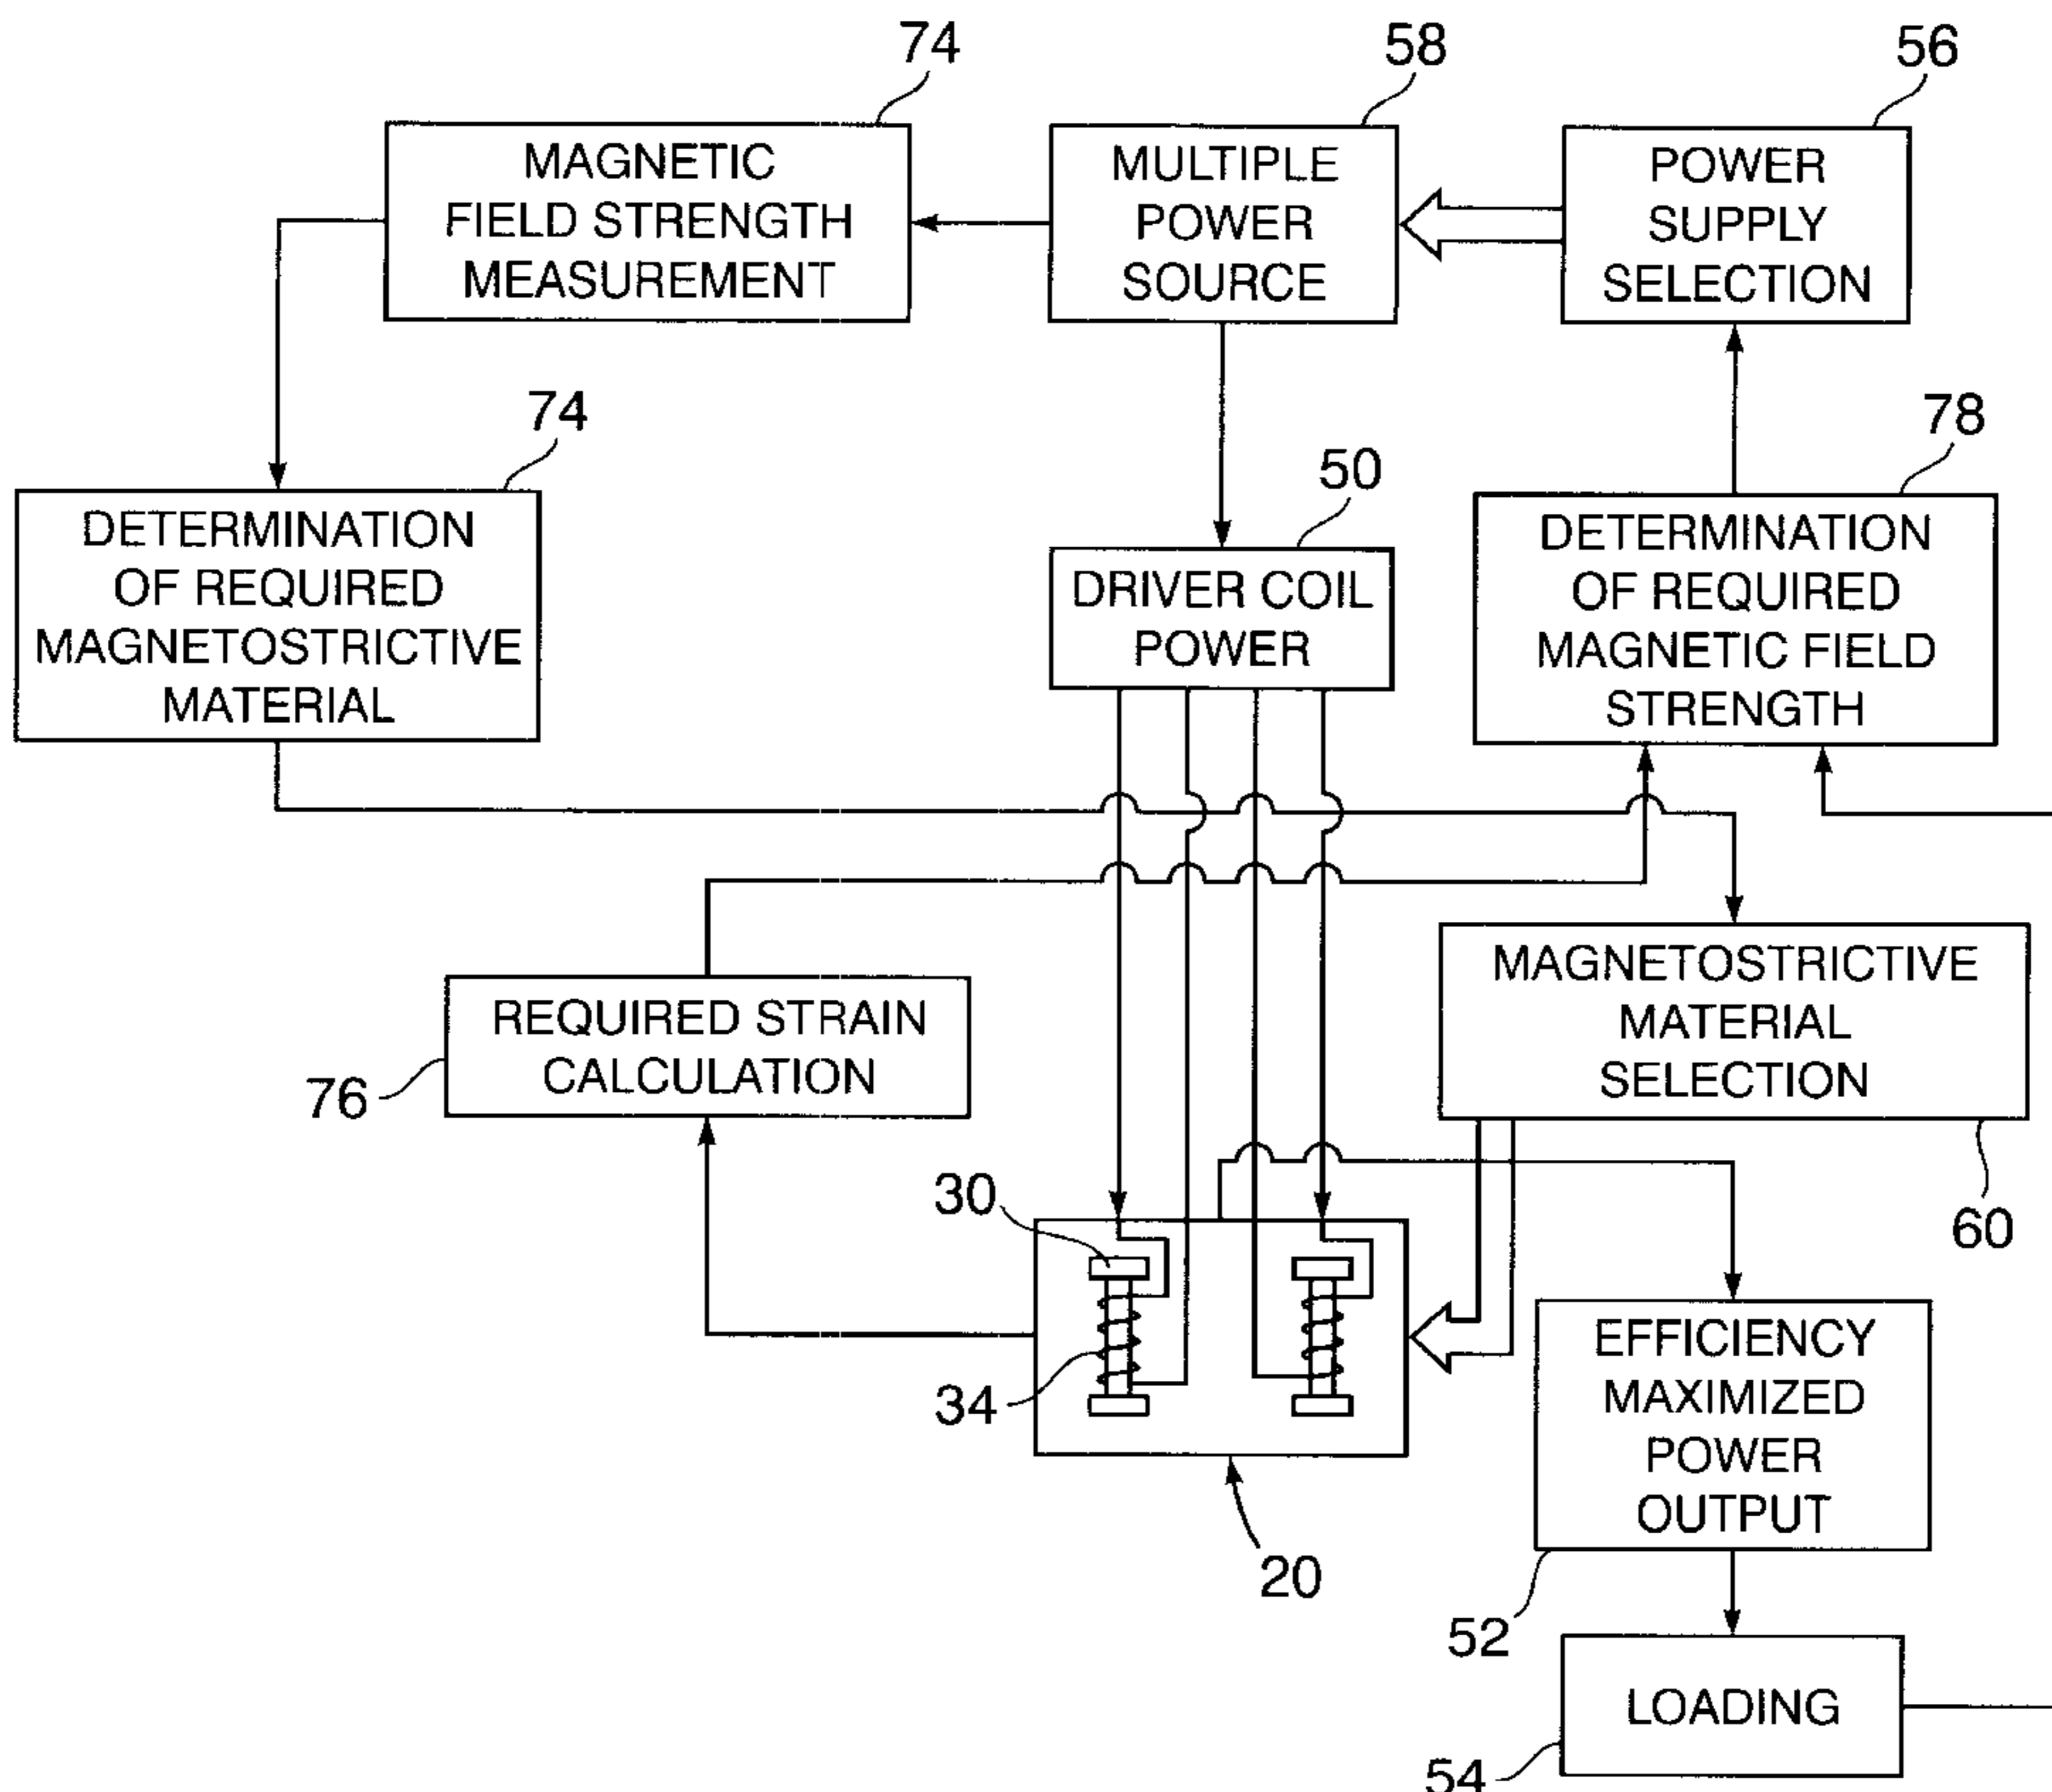 74
58
56
MAGNETIC
FIELD STRENGTH
MEASUREMENT
MULTIPLE
POWER
SOURCE
POWER
SUPPLY
SELECTION
74
50
78
DETERMINATION
OF REQUIRED
MAGNETOSTRICTIVE
MATERIAL
DRIVER COIL
POWER
DETERMINATION
OF REQUIRED
MAGNETIC FIELD
STRENGTH
REQUIRED STRAIN
CALCULATION
76
MAGNETOSTRICTIVE
MATERIAL
SELECTION
60
30
34
20
EFFICIENCY
MAXIMIZED
POWER
OUTPUT
52
LOADING
54